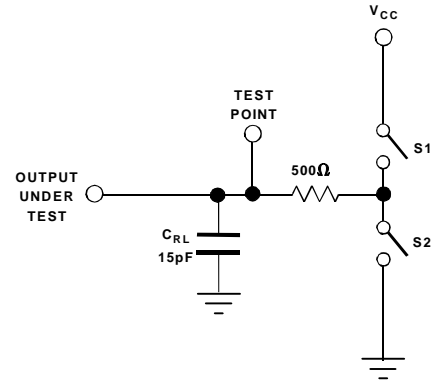 V_CC
TEST
POINT
S1
500Ω
OUTPUT
UNDER
TEST
C_RL
15pF
S2